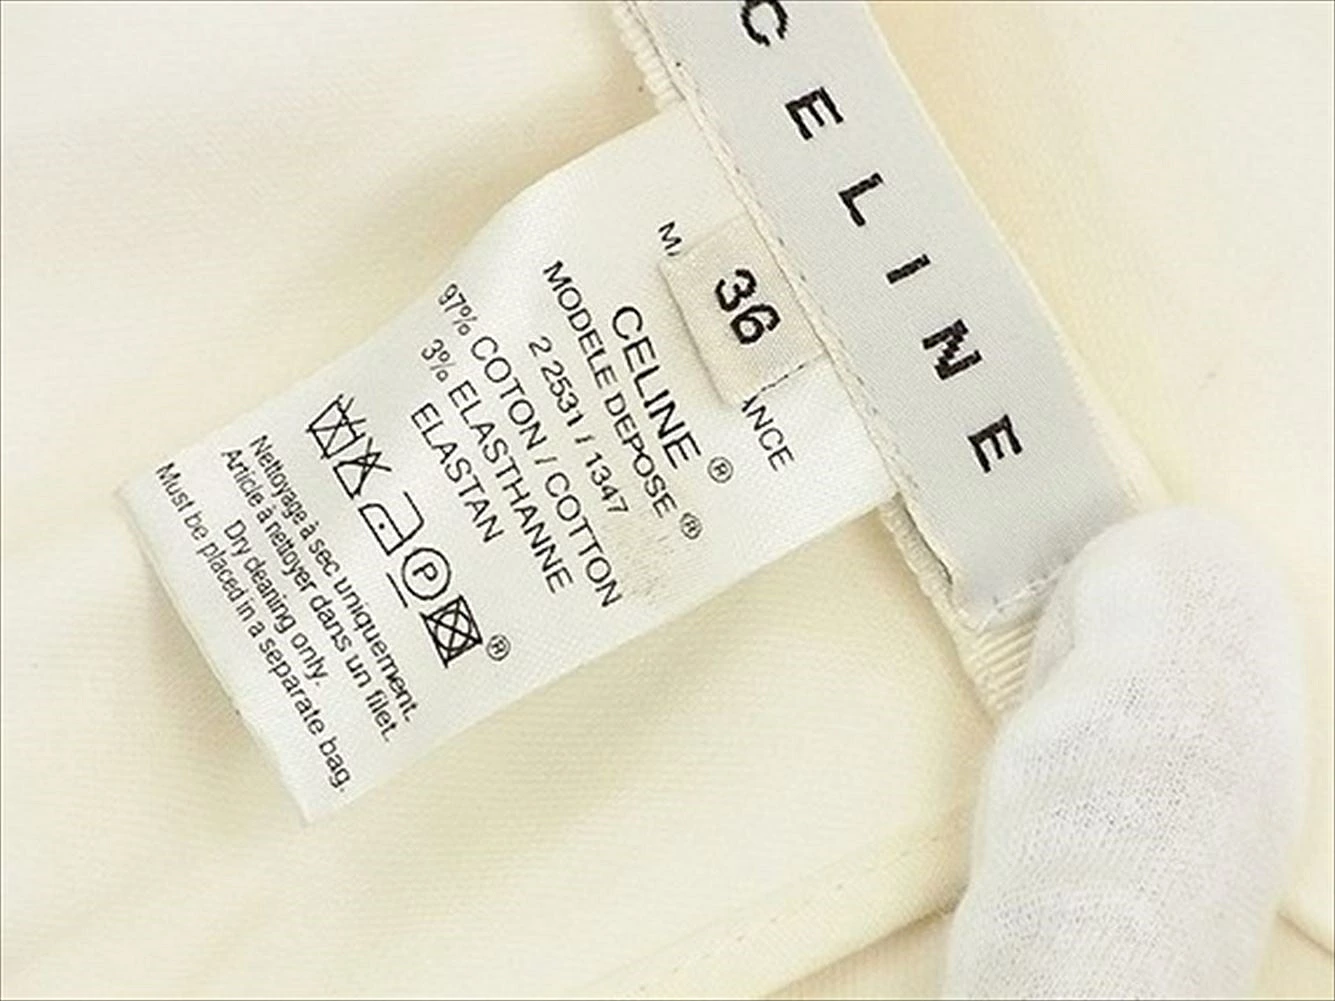 CELINE
36
CELINE®
MODELE DEPOSE®
2 2531 / 1347
97% COTON / COTTON
3% ELASTHANNE
ELASTAN
P
®
Nettoyage à sec uniquement.
Article à nettoyer dans un filet.
Dry cleaning only.
Must be placed in a separate bag.